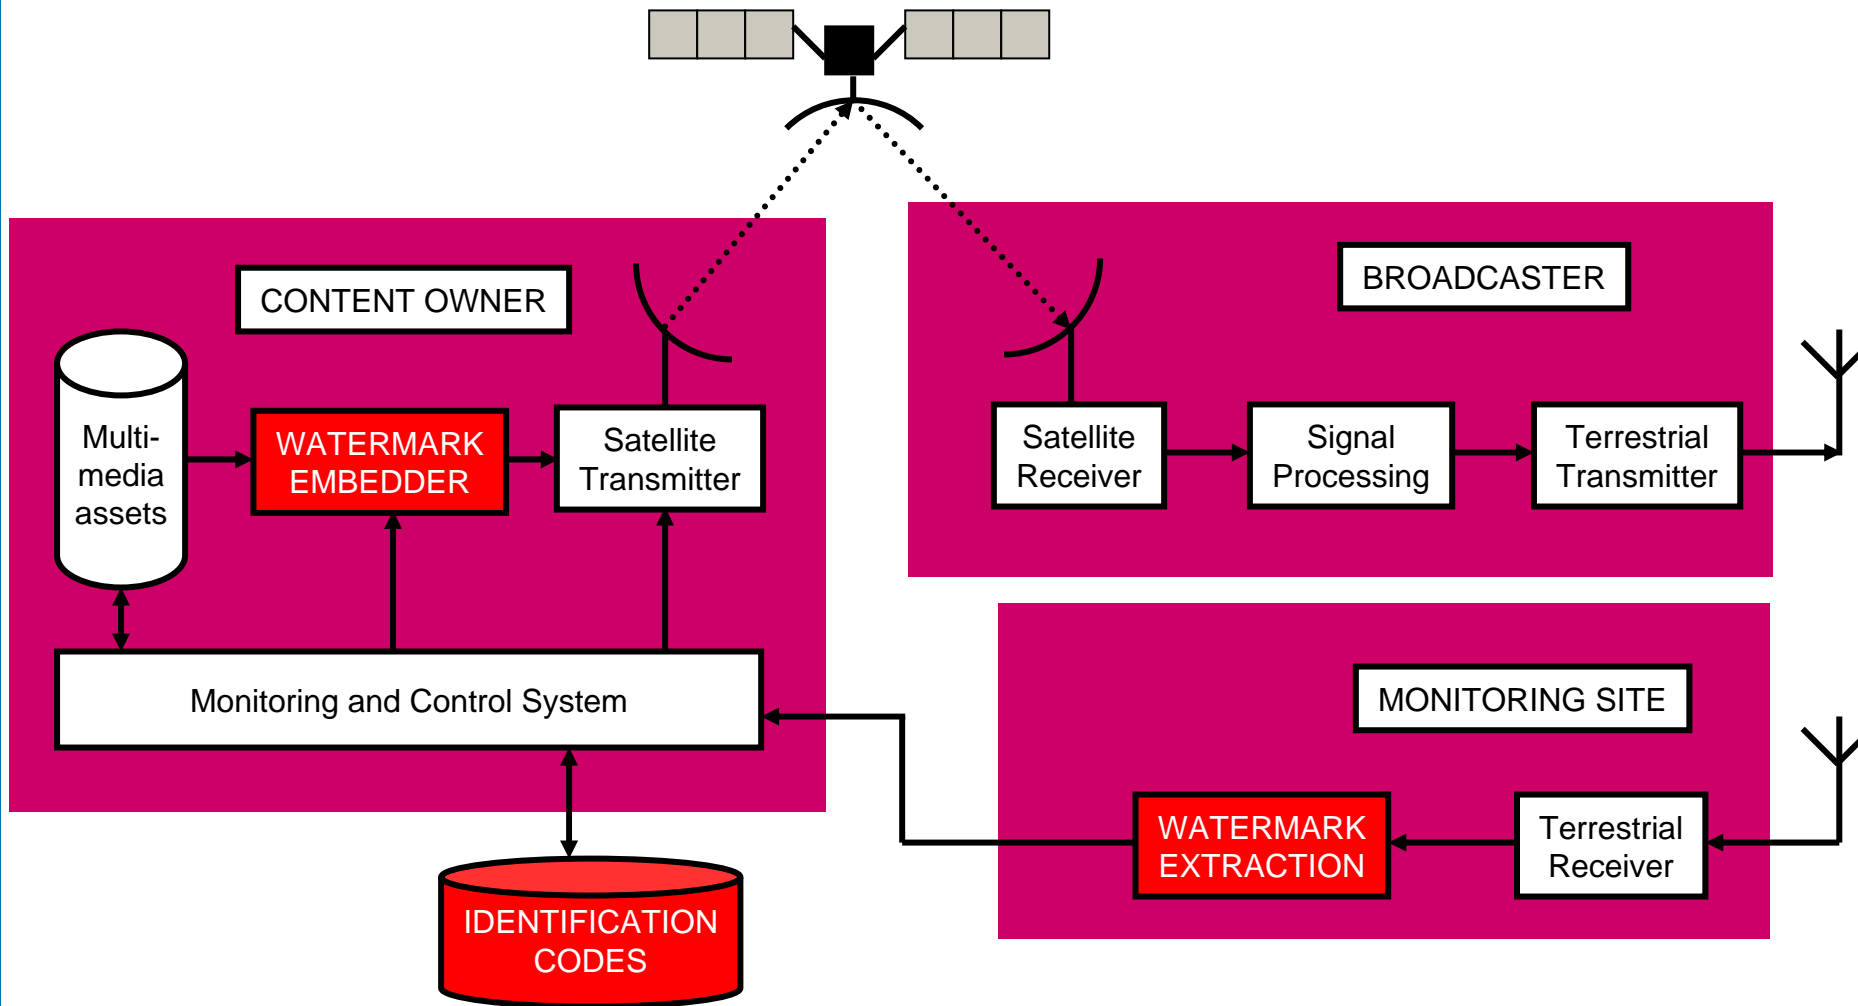 CONTENT OWNER
Multi-
media
assets
WATERMARK
EMBEDDER
Satellite
Transmitter
Monitoring and Control System
IDENTIFICATION
CODES
BROADCASTER
Satellite
Receiver
Signal
Processing
Terrestrial
Transmitter
MONITORING SITE
WATERMARK
EXTRACTION
Terrestrial
Receiver